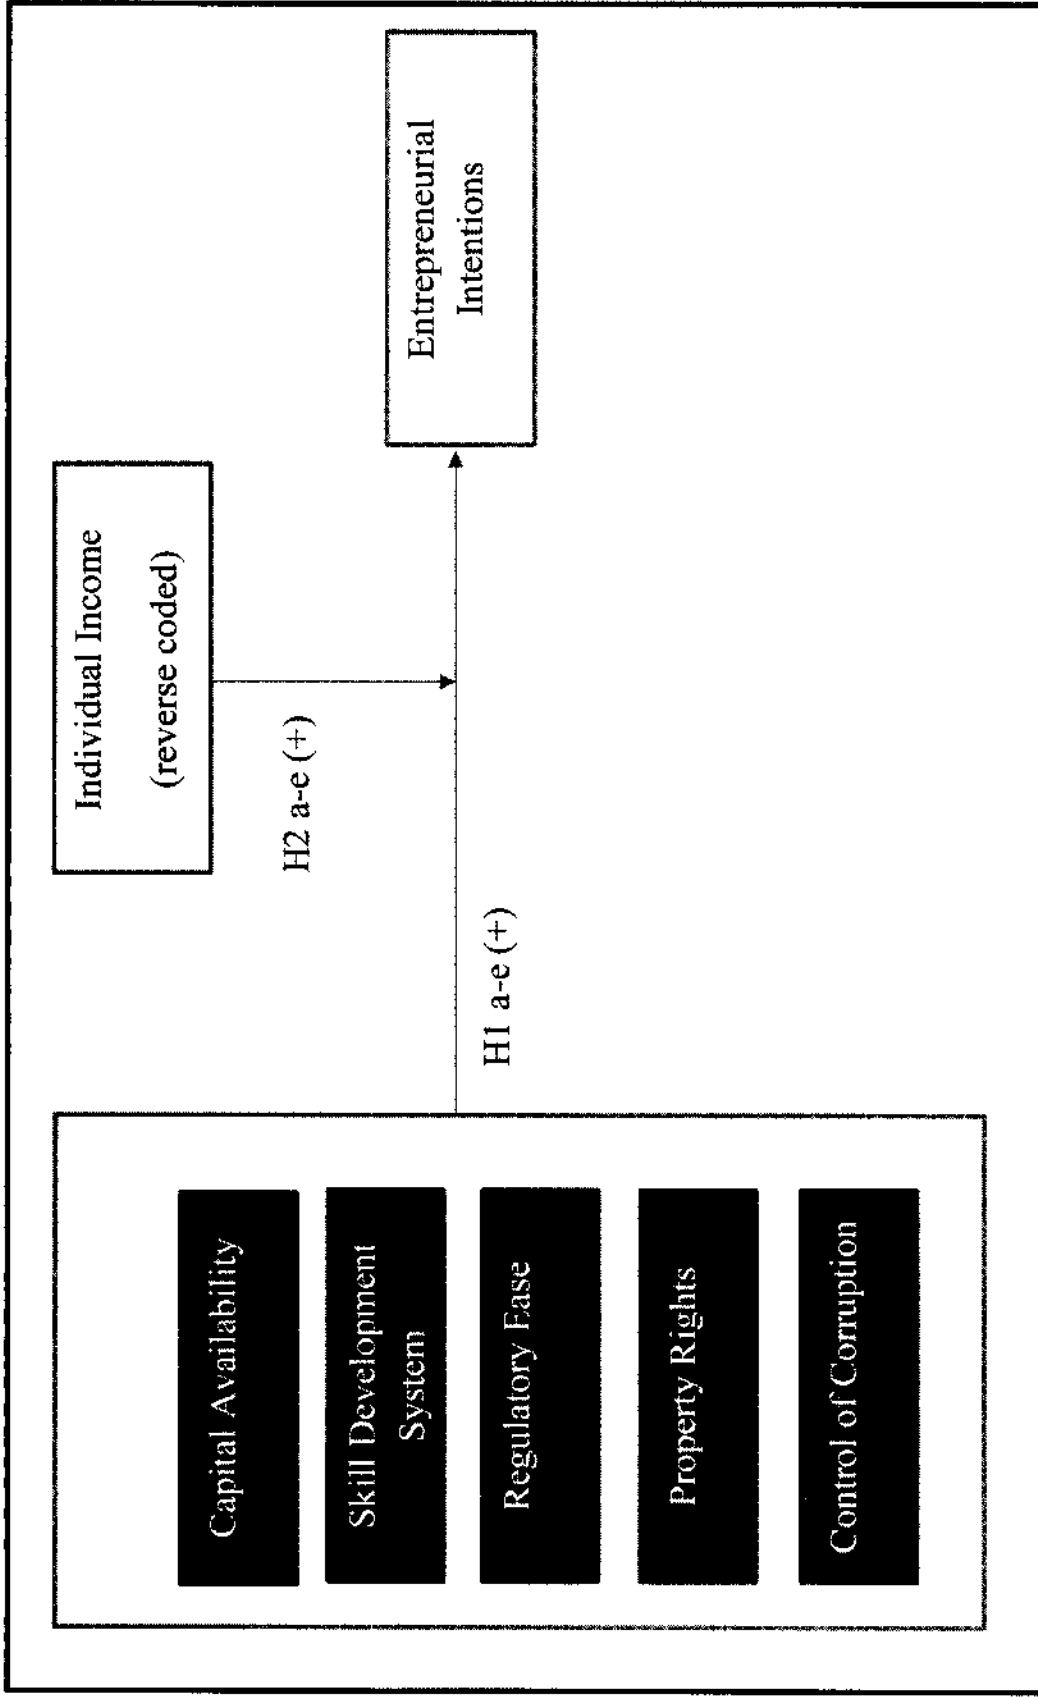 Capital Availability
Skill Development
System
Regulatory Ease
Property Rights
Control of Corruption
H1 a-e (+)
H2 a-e (+)
Individual Income
(reverse coded)
Entrepreneurial
Intentions